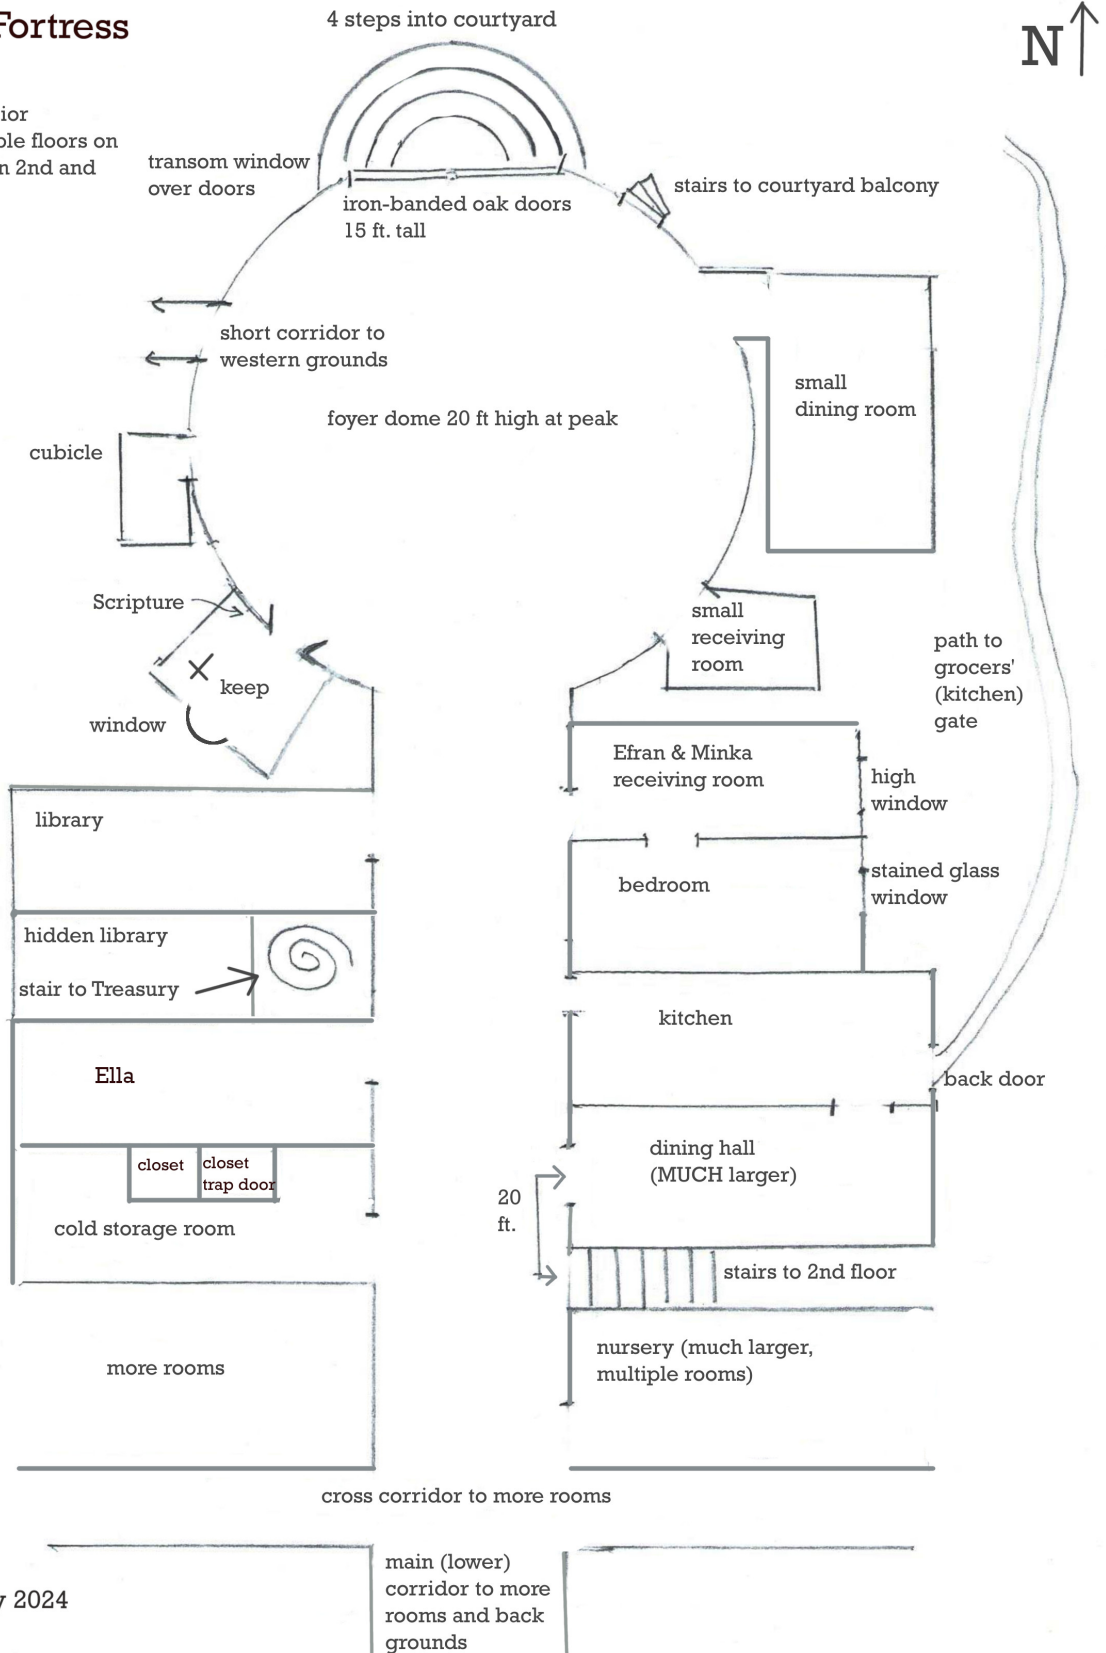 Fortress
4 steps into courtyard
N
ior
ble floors on
n 2nd and
transom window
over doors
iron-banded oak doors
15 ft. tall
stairs to courtyard balcony
short corridor to
western grounds
small
dining room
foyer dome 20 ft high at peak
cubicle
Scripture
small
receiving
room
path to
grocers'
(kitchen)
gate
keep
window
Efran & Minka
receiving room
high
window
library
bedroom
stained glass
window
hidden library
stair to Treasury
kitchen
Ella
back door
closet
closet
trap door
dining hall
(MUCH larger)
20
ft.
cold storage room
stairs to 2nd floor
more rooms
nursery (much larger,
multiple rooms)
cross corridor to more rooms
main (lower)
corridor to more
rooms and back
grounds
y 2024